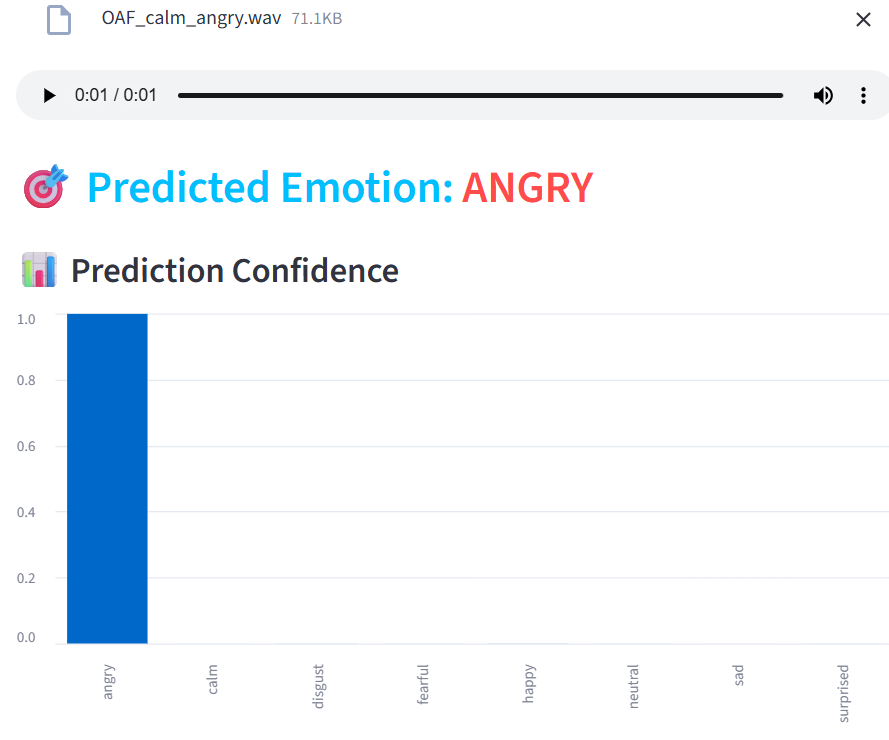 OAF_calm_angry.wav 71.1KB
0:01 / 0:01
Predicted Emotion: ANGRY
Prediction Confidence
1.0
0.8
0.6
0.4
0.2
0.0
angry
calm
disgust
fearful
happy
neutral
sad
surprised